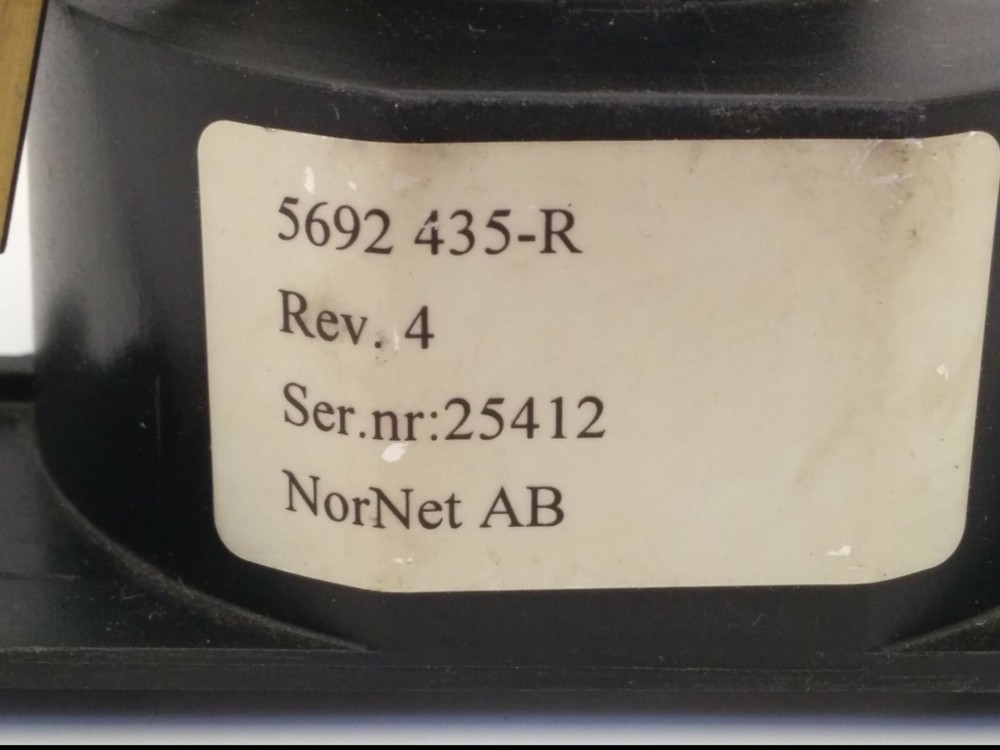 5692 435-R
Rev. 4
Ser.nr:25412
NorNet AB